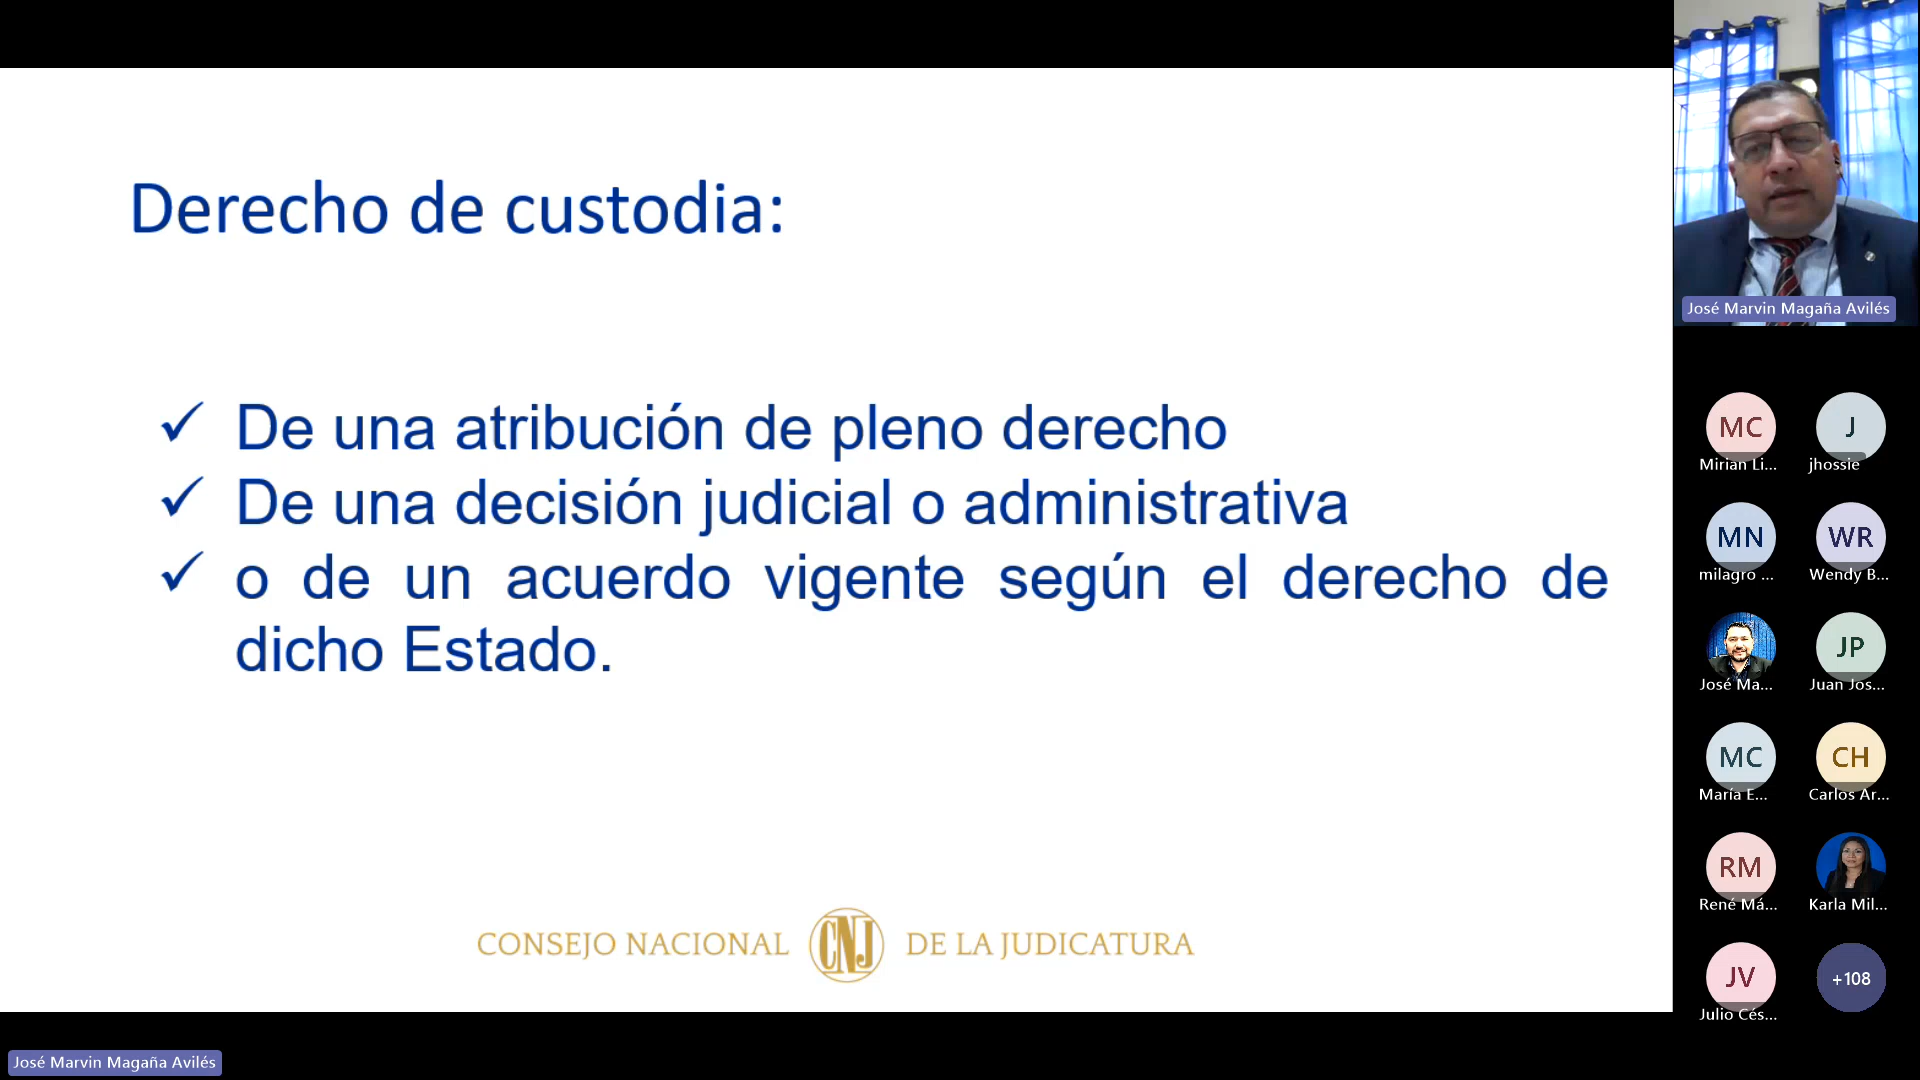 Derecho de custodia:
✓ De una atribución de pleno derecho
✓ De una decisión judicial o administrativa
✓ o de un acuerdo vigente según el derecho de
dicho Estado.
CONSEJO NACIONAL CNJ DE LA JUDICATURA
José Marvin Magaña Avilés
José Marvin Magaña Avilés
MC J
Mirian Li... jhossie
MN WR
milagro ... Wendy B...
JP
José Ma... Juan Jos...
MC CH
María E... Carlos Ar...
RM
René Má... Karla Mil...
JV +108
Julio Cés...